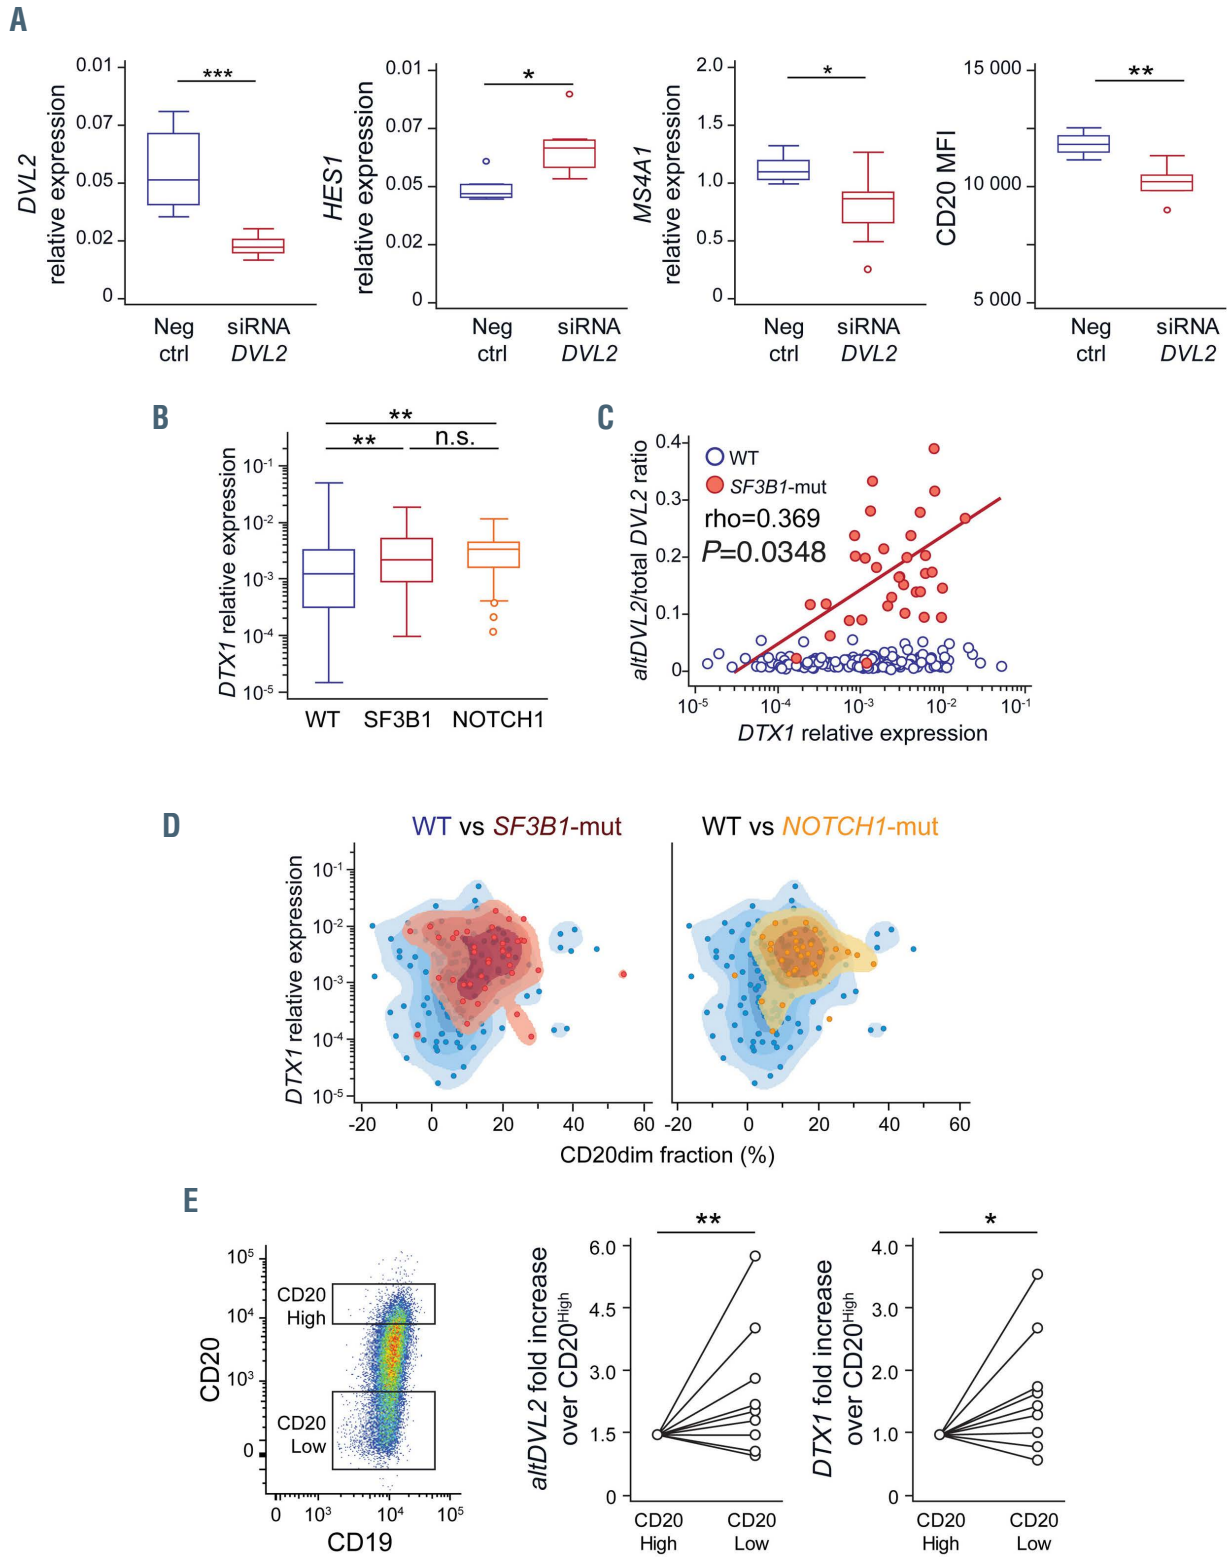 A
DVL2
relative expression
0.01
0.07
0.05
0.02
0
***
Neg
ctrl
siRNA
DVL2
HES1
relative expression
0.01
0.07
0.05
0.02
0
*
Neg
ctrl
siRNA
DVL2
MS4A1
relative expression
2.0
1.5
1.0
0.5
0
*
Neg
ctrl
siRNA
DVL2
CD20 MFI
15 000
10 000
5 000
**
Neg
ctrl
siRNA
DVL2
B
DTX1 relative expression
10-1
10-2
10-3
10-4
10-5
**
**
n.s.
WT
SF3B1
NOTCH1
C
altDVL2/total DVL2 ratio
0.4
0.3
0.2
0.1
0
WT
SF3B1-mut
rho=0.369
P=0.0348
10-5
10-4
10-3
10-2
10-1
DTX1 relative expression
D
WT vs SF3B1-mut
WT vs NOTCH1-mut
DTX1 relative expression
10-1
10-2
10-3
10-4
10-5
-20
0
20
40
60
-20
0
20
40
60
CD20dim fraction (%)
E
CD20
105
104
103
0
CD20
High
CD20
Low
0
103
104
105
CD19
altDVL2 fold increase
over CD20High
6.0
4.5
3.0
1.5
0
**
CD20
High
CD20
Low
DTX1 fold increase
over CD20High
4.0
3.0
2.0
1.0
0
*
CD20
High
CD20
Low